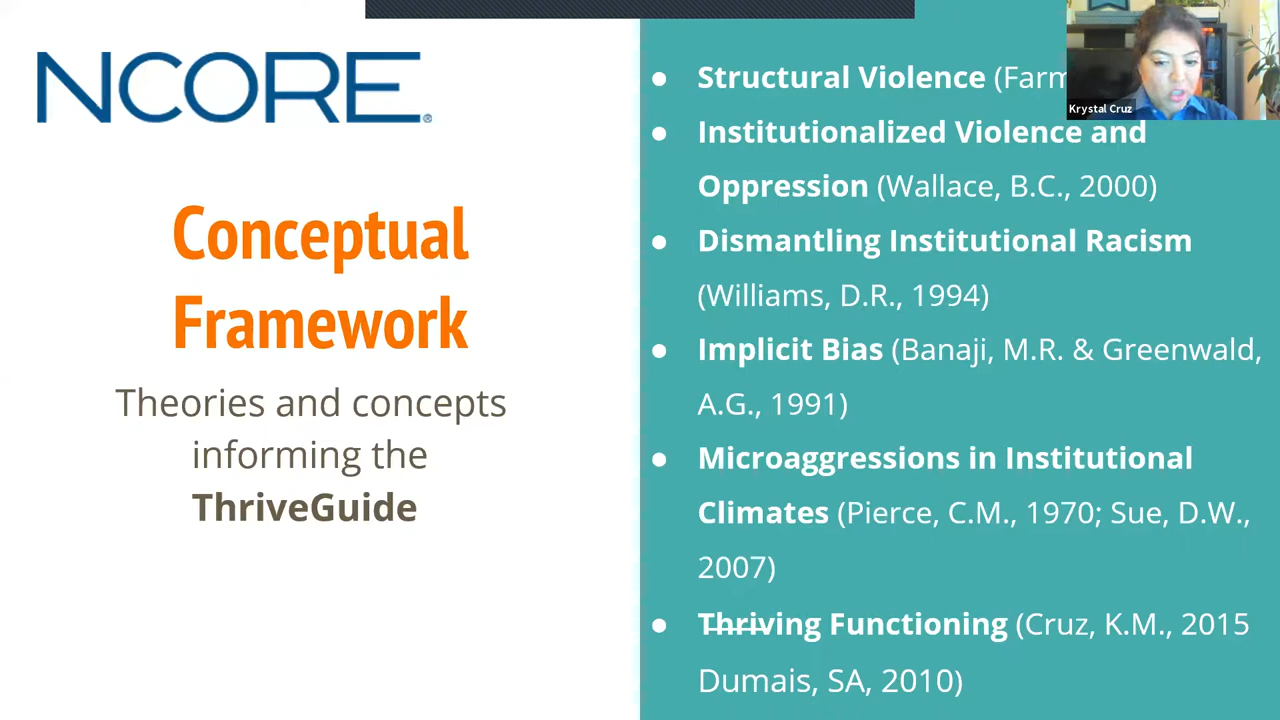 NCORE®
Conceptual
Framework
Theories and concepts
informing the
ThriveGuide
● Structural Violence
● Institutionalized Violence and
Oppression (Wallace, B.C., 2000)
● Dismantling Institutional Racism
(Williams, D.R., 1994)
● Implicit Bias (Banaji, M.R. & Greenwald,
A.G., 1991)
● Microaggressions in Institutional
Climates (Pierce, C.M., 1970; Sue, D.W.,
2007)
● Thriving Functioning (Cruz, K.M., 2015
Dumais, SA, 2010)
Krystal Cruz